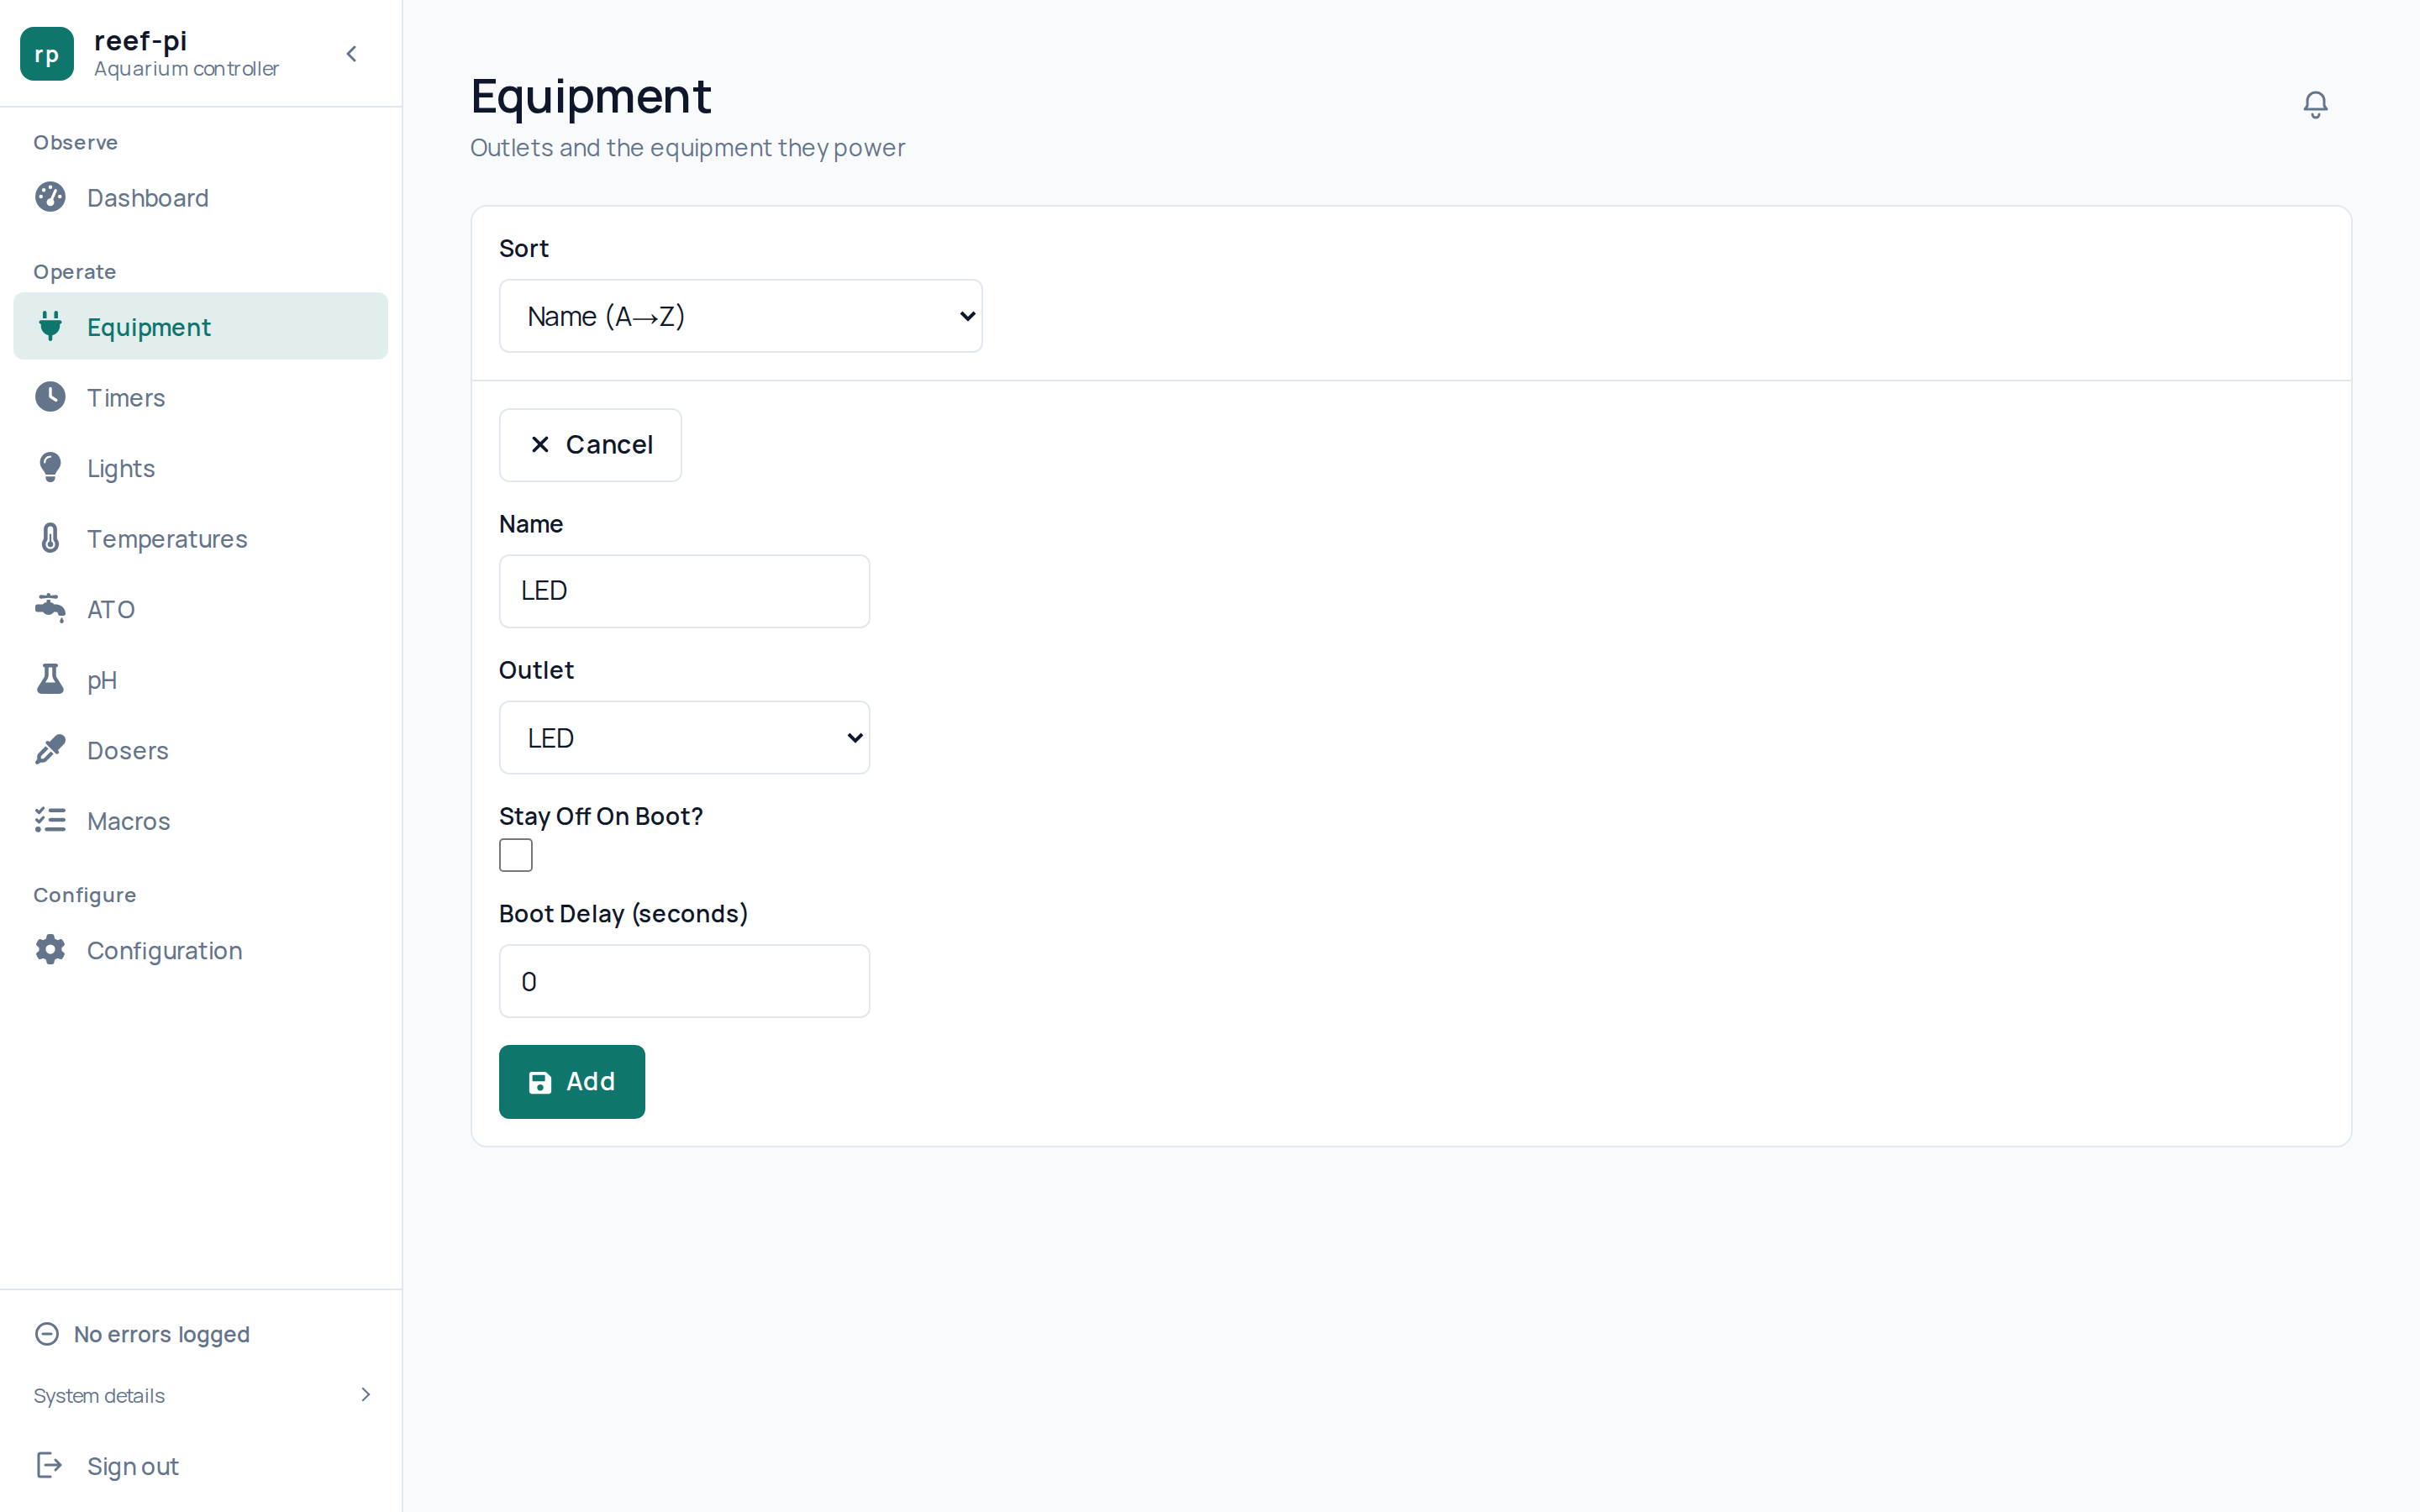 rp
reef-pi
Aquarium controller
Observe
Dashboard
Operate
Equipment
Timers
Lights
Temperatures
ATO
pH
Dosers
Macros
Configure
Configuration
No errors logged
System details
Sign out
Equipment
Outlets and the equipment they power
Sort
Name (A→Z)
Cancel
Name
LED
Outlet
LED
Stay Off On Boot?
Boot Delay (seconds)
0
Add